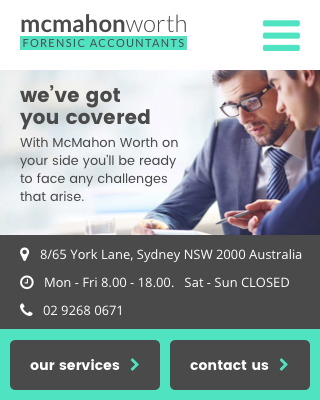 mcmahonworth
FORENSIC ACCOUNTANTS
we've got
you covered
With McMahon Worth on
your side you'll be ready
to face any challenges
that arise.
8/65 York Lane, Sydney NSW 2000 Australia
Mon - Fri 8.00 - 18.00. Sat - Sun CLOSED
02 9268 0671
our services
contact us